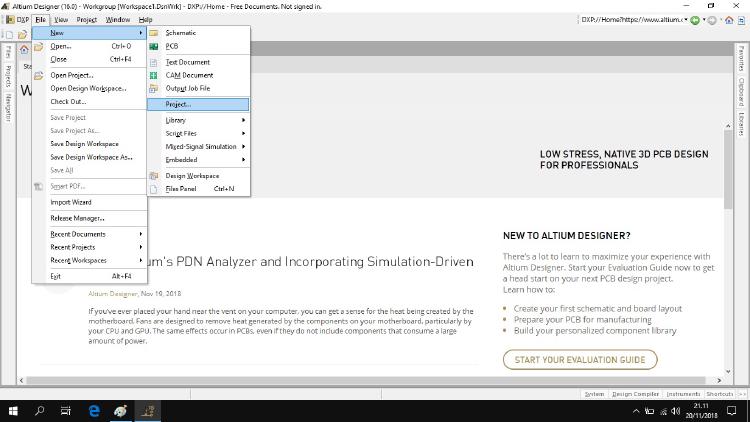 Altium Designer (16.0) - Workgroup [Workspace1.DsnWrk] - DXP://Home - Free Documents. Not signed in.
DXP File View Project Window Help
DXP://Home?https://www.altium.c
New
Open... Ctrl+O
Close Ctrl+F4
Open Project...
Open Design Workspace...
Check Out...
Save Project
Save Project As...
Save Design Workspace
Save Design Workspace As...
Save All
Smart PDF...
Import Wizard
Release Manager...
Recent Documents
Recent Projects
Recent Workspaces
Exit Alt+F4
Schematic
PCB
Text Document
CAM Document
Output Job File
Project...
Library
Script Files
Mixed-Signal Simulation
Embedded
Design Workspace
Files Panel Ctrl+N
Files
Projects
Navigator
Favorites
Clipboard
Libraries
Sta
W
LOW STRESS, NATIVE 3D PCB DESIGN
FOR PROFESSIONALS
um's PDN Analyzer and Incorporating Simulation-Driven
Altium Designer, Nov 19, 2018
If you've ever placed your hand near the vent on your computer, you can get a sense for the heat being created by the
motherboard. Fans are designed to remove heat generated by the components on your motherboard, particularly by
your CPU and GPU. The same effects occur in PCBs, even if they do not include components that consume a large
amount of power.
NEW TO ALTIUM DESIGNER?
There's a lot to learn to maximize your experience with
Altium Designer. Start your Evaluation Guide now to get
a head start on your next PCB design project.
Learn how to:
• Create your first schematic and board layout
• Prepare your PCB for manufacturing
• Build your personalized component library
START YOUR EVALUATION GUIDE
System Design Compiler Instruments Shortcuts >>
21.11
20/11/2018